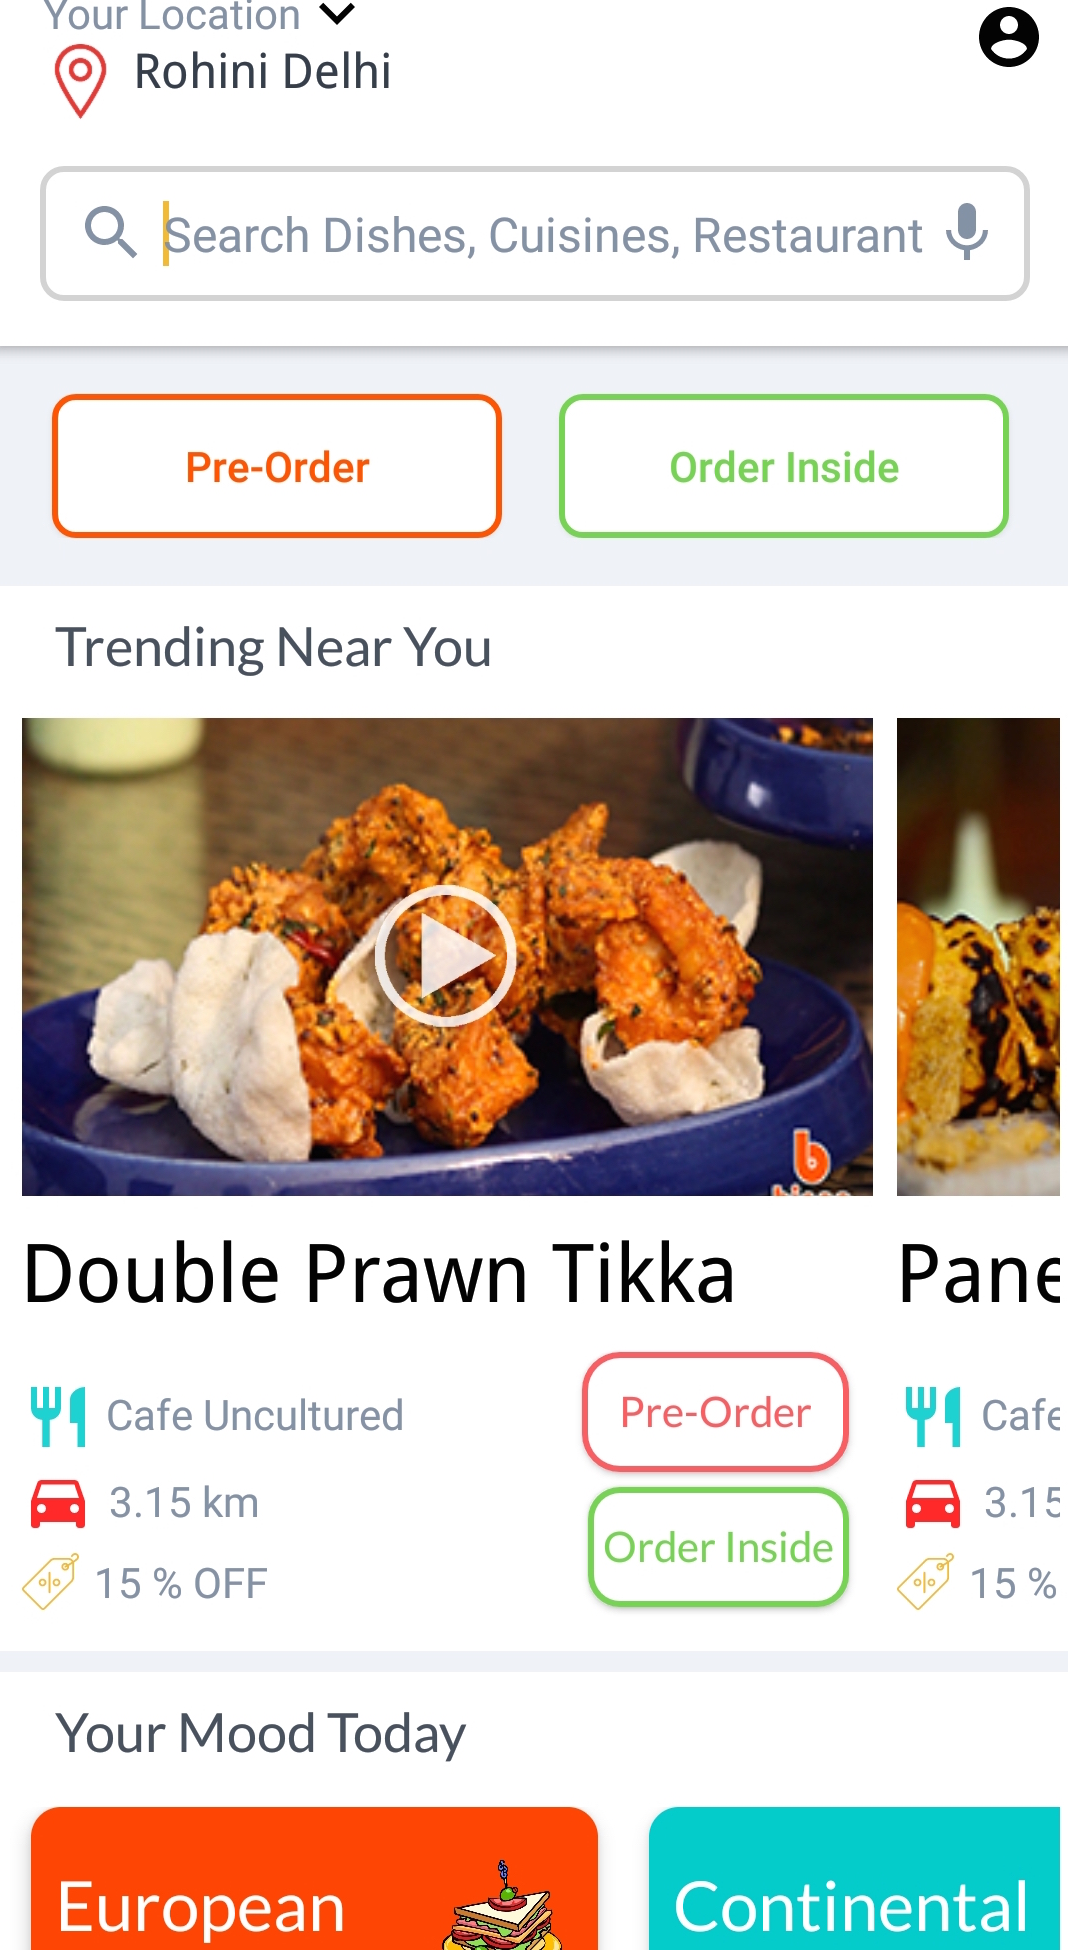 Your Location
Rohini Delhi
Search Dishes, Cuisines, Restaurant
Pre-Order
Order Inside
Trending Near You
b
Double Prawn Tikka
Pane
Cafe Uncultured
Pre-Order
Cafe
3.15 km
3.15
Order Inside
15 % OFF
15 %
Your Mood Today
European
Continental